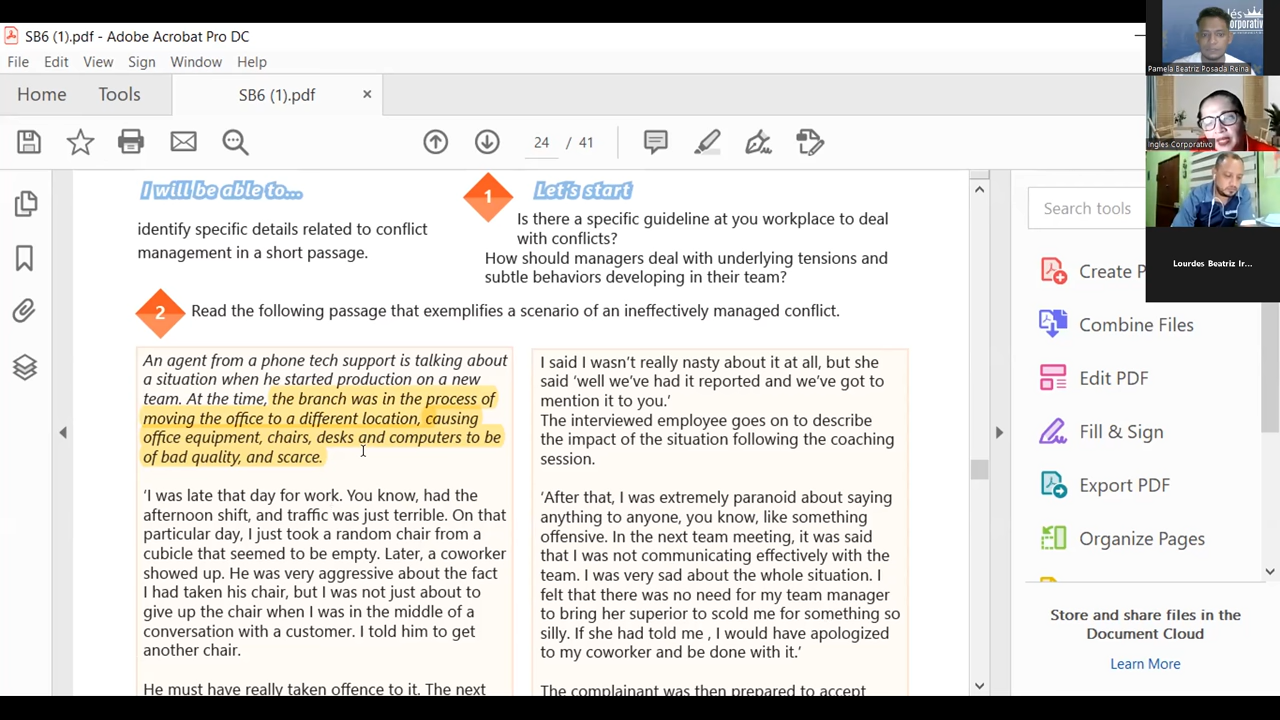 SB6 (1).pdf - Adobe Acrobat Pro DC
File Edit View Sign Window Help
Home Tools SB6 (1).pdf ×
24 / 41
I will be able to...
identify specific details related to conflict
management in a short passage.
1 Let's start
Is there a specific guideline at you workplace to deal
with conflicts?
How should managers deal with underlying tensions and
subtle behaviors developing in their team?
2 Read the following passage that exemplifies a scenario of an ineffectively managed conflict.
An agent from a phone tech support is talking about
a situation when he started production on a new
team. At the time, the branch was in the process of
moving the office to a different location, causing
office equipment, chairs, desks and computers to be
of bad quality, and scarce.
'I was late that day for work. You know, had the
afternoon shift, and traffic was just terrible. On that
particular day, I just took a random chair from a
cubicle that seemed to be empty. Later, a coworker
showed up. He was very aggressive about the fact
I had taken his chair, but I was not just about to
give up the chair when I was in the middle of a
conversation with a customer. I told him to get
another chair.
He must have really taken offence to it. The next
I said I wasn't really nasty about it at all, but she
said 'well we've had it reported and we've got to
mention it to you.'
The interviewed employee goes on to describe
the impact of the situation following the coaching
session.
'After that, I was extremely paranoid about saying
anything to anyone, you know, like something
offensive. In the next team meeting, it was said
that I was not communicating effectively with the
team. I was very sad about the whole situation. I
felt that there was no need for my team manager
to bring her superior to scold me for something so
silly. If she had told me , I would have apologized
to my coworker and be done with it.'
The complainant was then prepared to accept
Search tools
Create P
Combine Files
Edit PDF
Fill & Sign
Export PDF
Organize Pages
Store and share files in the
Document Cloud
Learn More
Pamela Beatriz Posada Reina
Ingles Corporativo
Lourdes Beatriz Ir...